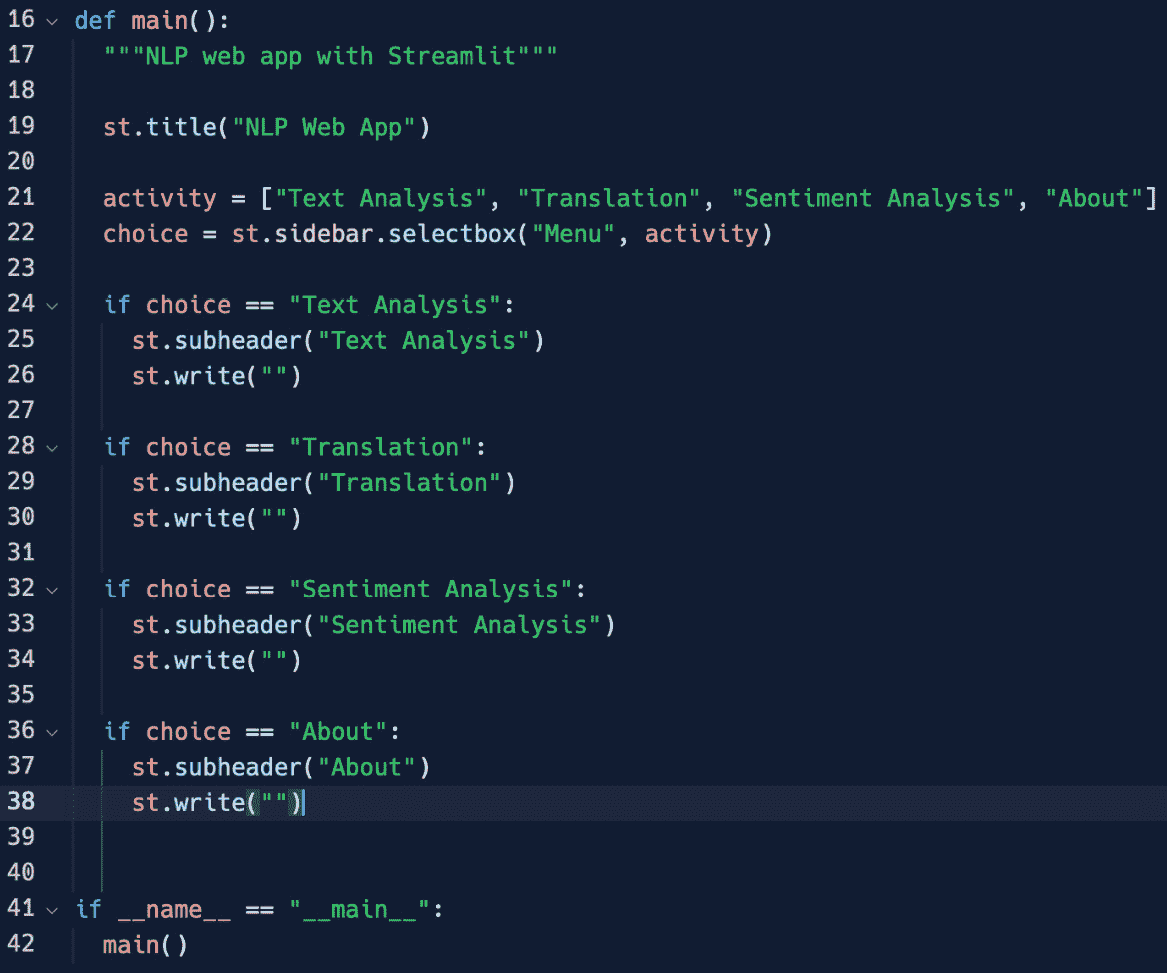 16 def main():
17 """NLP web app with Streamlit"""
18
19 st.title("NLP Web App")
20
21 activity = ["Text Analysis", "Translation", "Sentiment Analysis", "About"]
22 choice = st.sidebar.selectbox("Menu", activity)
23
24 if choice == "Text Analysis":
25 st.subheader("Text Analysis")
26 st.write("")
27
28 if choice == "Translation":
29 st.subheader("Translation")
30 st.write("")
31
32 if choice == "Sentiment Analysis":
33 st.subheader("Sentiment Analysis")
34 st.write("")
35
36 if choice == "About":
37 st.subheader("About")
38 st.write("")
39
40
41 if __name__ == "__main__":
42 main()